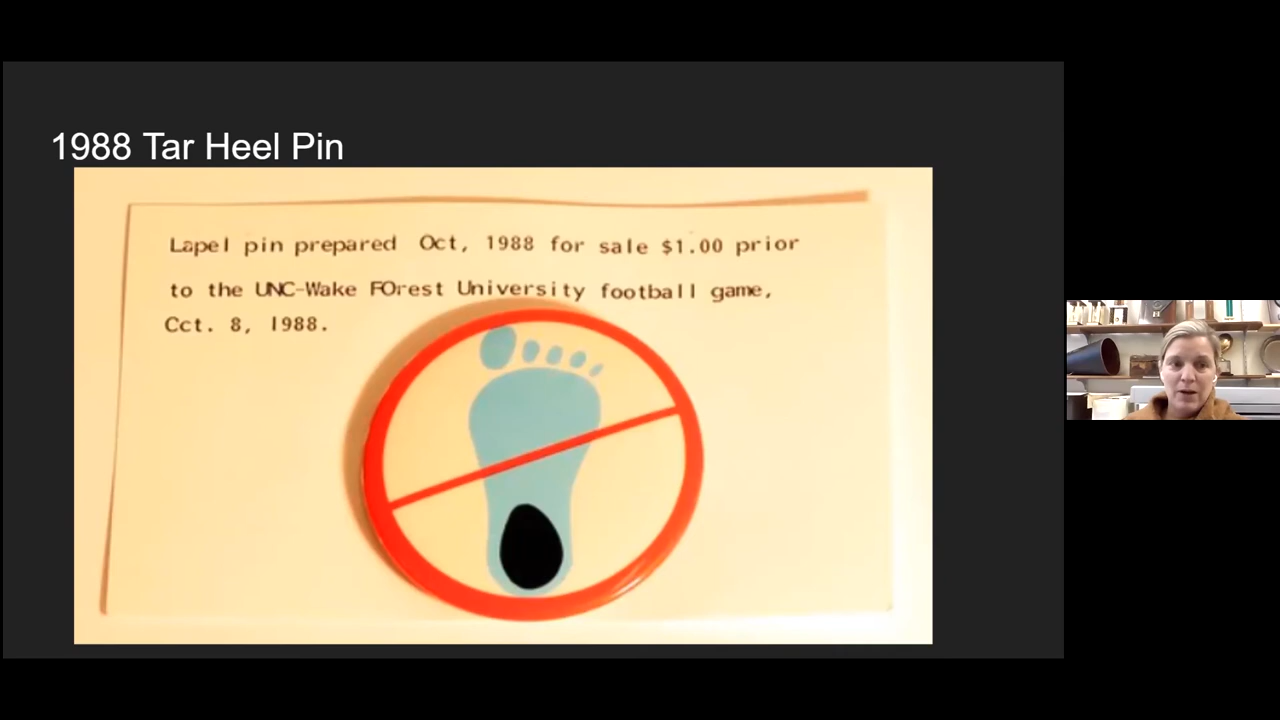 1988 Tar Heel Pin
Lapel pin prepared Oct, 1988 for sale $1.00 prior
to the UNC-Wake FOrest University football game,
Cct. 8, 1988.